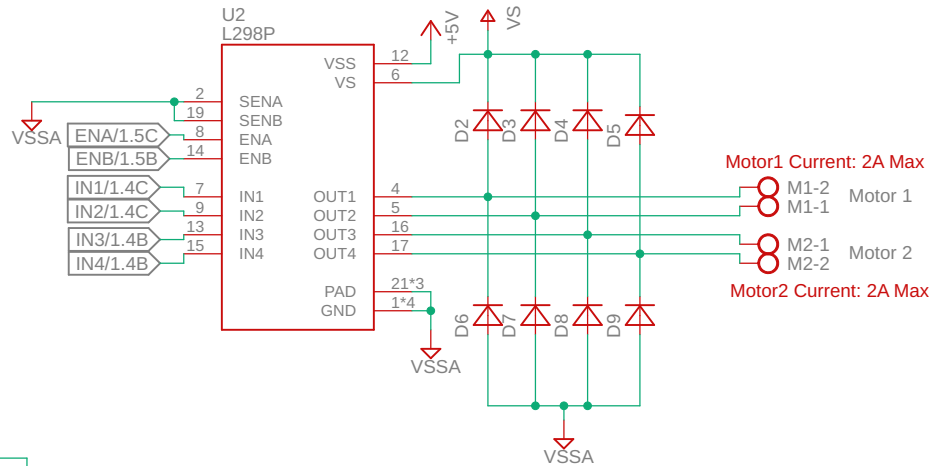 U2
L298P
+5V
VS
VSS 12
VS 6
2 SENA
19 SENB
VSSA
ENA/1.5C 8 ENA
ENB/1.5B 14 ENB
D2
D3
D4
D5
Motor1 Current: 2A Max
IN1/1.4C 7 IN1 OUT1 4 M1-2 Motor 1
IN2/1.4C 9 IN2 OUT2 5 M1-1
IN3/1.4B 13 IN3 OUT3 16 M2-1 Motor 2
IN4/1.4B 15 IN4 OUT4 17 M2-2
PAD 21*3
GND 1*4
Motor2 Current: 2A Max
D6
D7
D8
D9
VSSA
VSSA